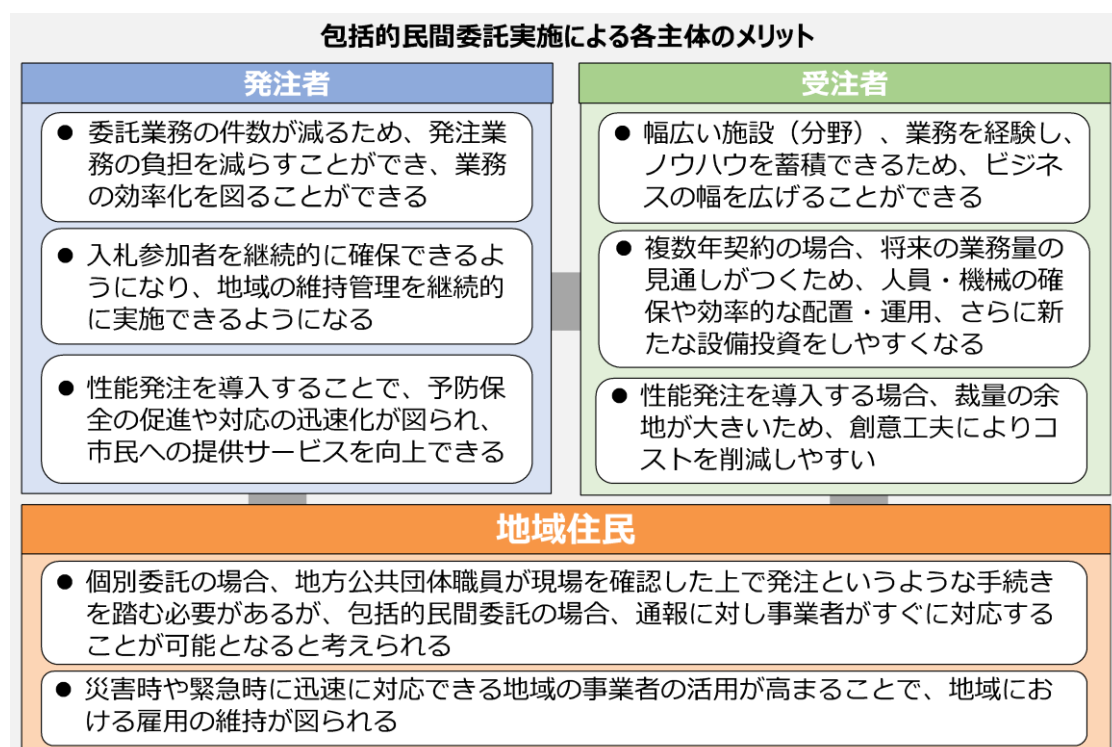 包括的民間委託実施による各主体のメリット
発注者
● 委託業務の件数が減るため、発注業
務の負担を減らすことができ、業務
の効率化を図ることができる
● 入札参加者を継続的に確保できるよ
うになり、地域の維持管理を継続的
に実施できるようになる
● 性能発注を導入することで、予防保
全の促進や対応の迅速化が図られ、
市民への提供サービスを向上できる
受注者
● 幅広い施設（分野）、業務を経験し、
ノウハウを蓄積できるため、ビジネ
スの幅を広げることができる
● 複数年契約の場合、将来の業務量の
見通しがつくため、人員・機械の確
保や効率的な配置・運用、さらに新
たな設備投資をしやすくなる
● 性能発注を導入する場合、裁量の余
地が大きいため、創意工夫によりコ
ストを削減しやすい
地域住民
● 個別委託の場合、地方公共団体職員が現場を確認した上で発注というような手続き
を踏む必要があるが、包括的民間委託の場合、通報に対し事業者がすぐに対応する
ことが可能となると考えられる
● 災害時や緊急時に迅速に対応できる地域の事業者の活用が高まることで、地域にお
ける雇用の維持が図られる